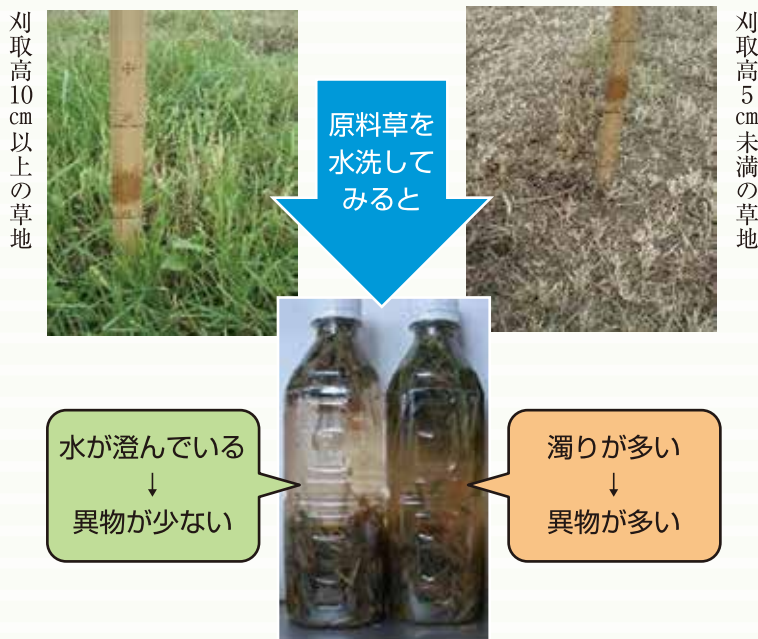 刈取高10cm以上の草地
原料草を
水洗して
みると
刈取高5cm未満の草地
水が澄んでいる
↓
異物が少ない
濁りが多い
↓
異物が多い